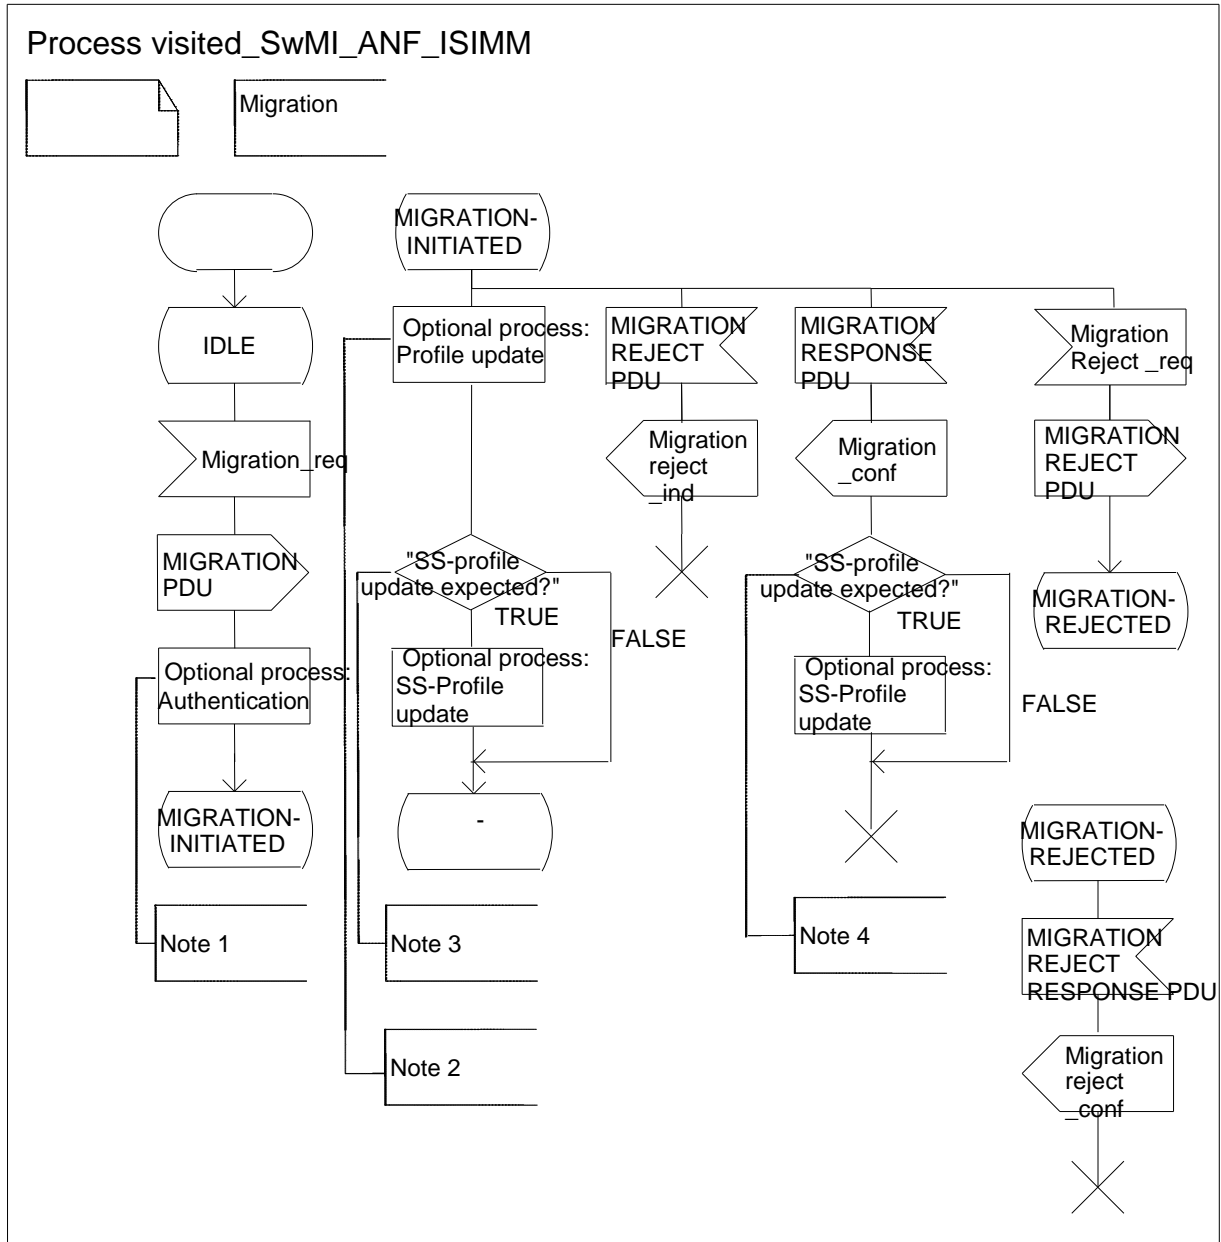 Process visited_SwMI_ANF_ISIMM
Migration
IDLE
Migration_req
MIGRATION
PDU
Optional process:
Authentication
MIGRATION-
INITIATED
Note 1
MIGRATION-
INITIATED
Optional process:
Profile update
"SS-profile
update expected?"
TRUE
FALSE
Optional process:
SS-Profile
update
-
Note 3
Note 2
MIGRATION
REJECT
PDU
Migration
reject
_ind
MIGRATION
RESPONSE
PDU
Migration
_conf
"SS-profile
update expected?"
TRUE
FALSE
Optional process:
SS-Profile
update
Note 4
Migration
Reject _req
MIGRATION
REJECT
PDU
MIGRATION-
REJECTED
MIGRATION-
REJECTED
MIGRATION
REJECT
RESPONSE PDU
Migration
reject
_conf